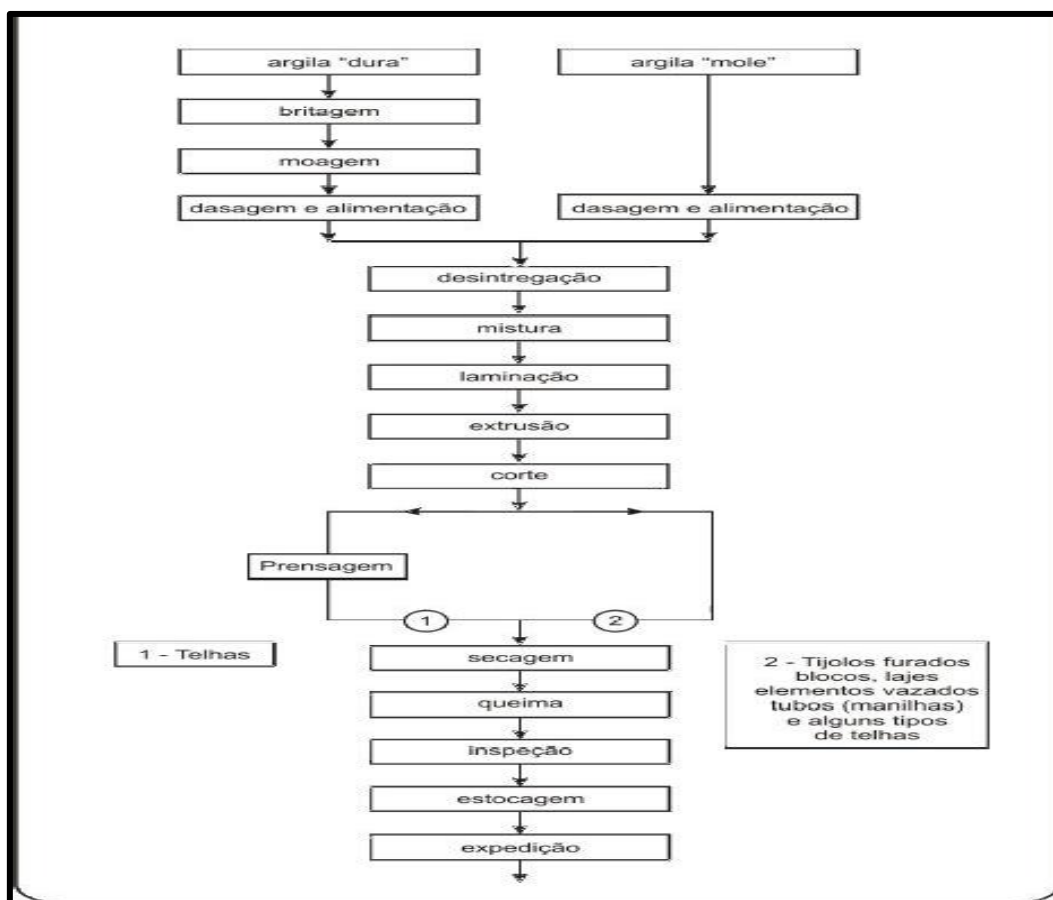 argila “dura”
argila “mole”
britagem
moagem
dasagem e alimentação
dasagem e alimentação
desintregação
mistura
laminação
extrusão
corte
Prensagem
1
2
1 - Telhas
secagem
2 - Tijolos furados
blocos, lajes
elementos vazados
tubos (manilhas)
e alguns tipos
de telhas
queima
inspeção
estocagem
expedição